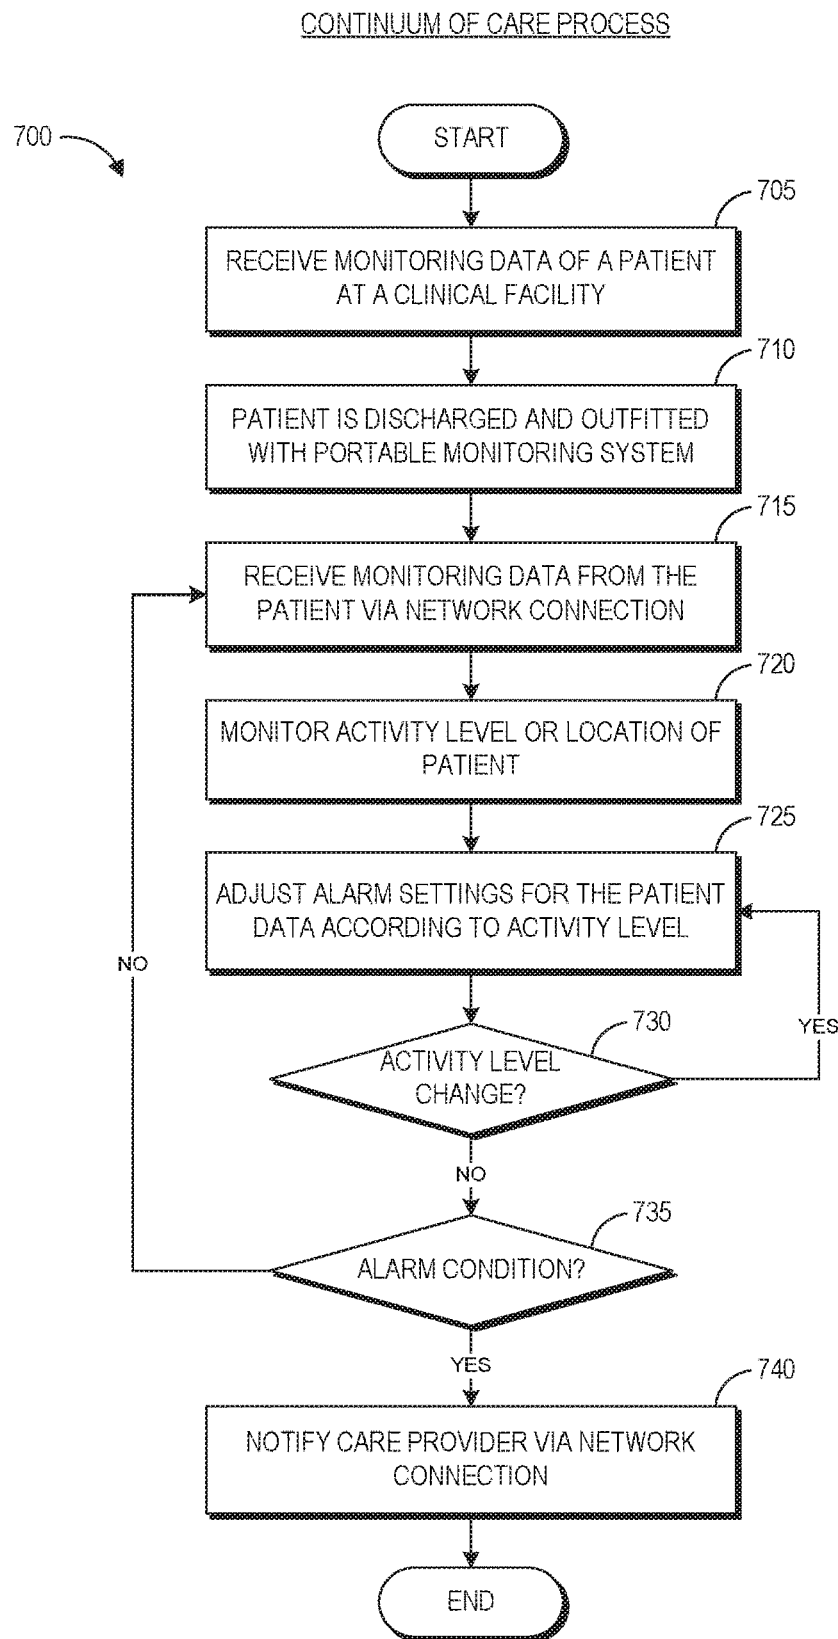 CONTINUUM OF CARE PROCESS
700
START
705
RECEIVE MONITORING DATA OF A PATIENT
AT A CLINICAL FACILITY
710
PATIENT IS DISCHARGED AND OUTFITTED
WITH PORTABLE MONITORING SYSTEM
715
RECEIVE MONITORING DATA FROM THE
PATIENT VIA NETWORK CONNECTION
720
MONITOR ACTIVITY LEVEL OR LOCATION OF
PATIENT
725
ADJUST ALARM SETTINGS FOR THE PATIENT
DATA ACCORDING TO ACTIVITY LEVEL
NO
730
YES
ACTIVITY LEVEL
CHANGE?
NO
735
ALARM CONDITION?
YES
740
NOTIFY CARE PROVIDER VIA NETWORK
CONNECTION
END